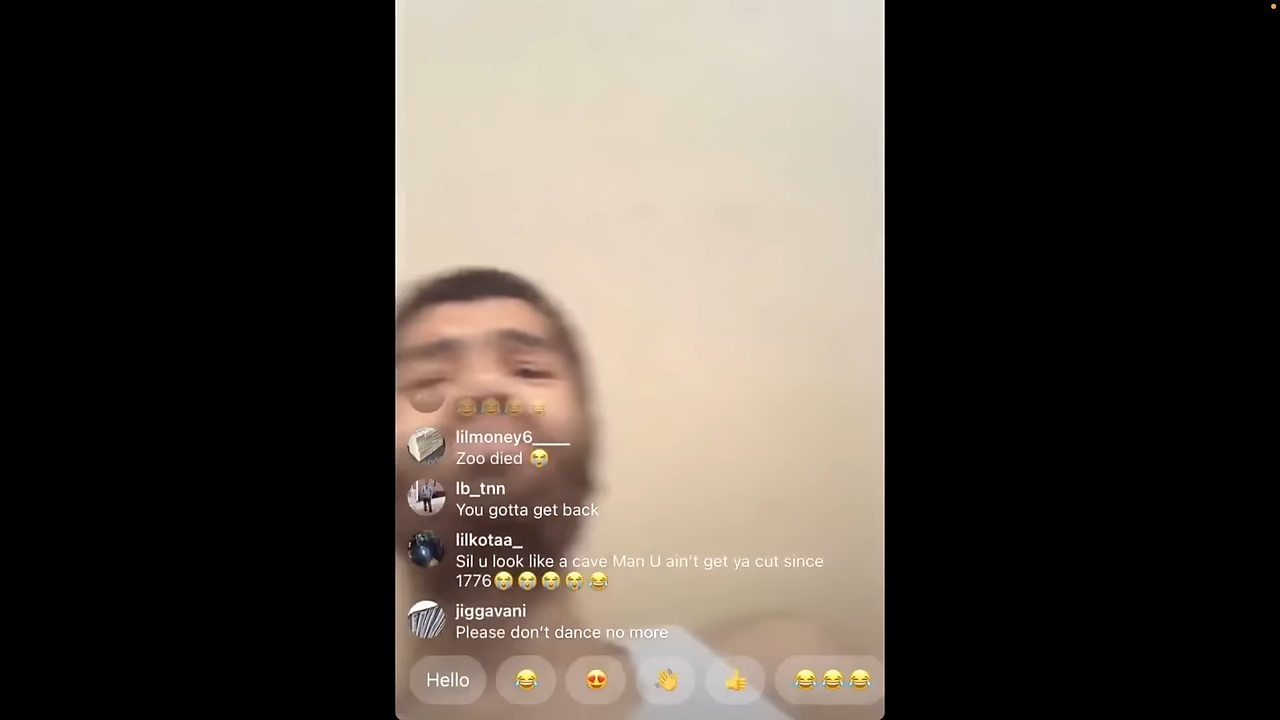 😂😂😂😂
lilmoney6____
Zoo died 😭
lb_tnn
You gotta get back
lilkotaa_
Sil u look like a cave Man U ain't get ya cut since
1776😭😭😭😭😂
jiggavani
Please don't dance no more
Hello 😂 😍 👏 👍 😂😂😂